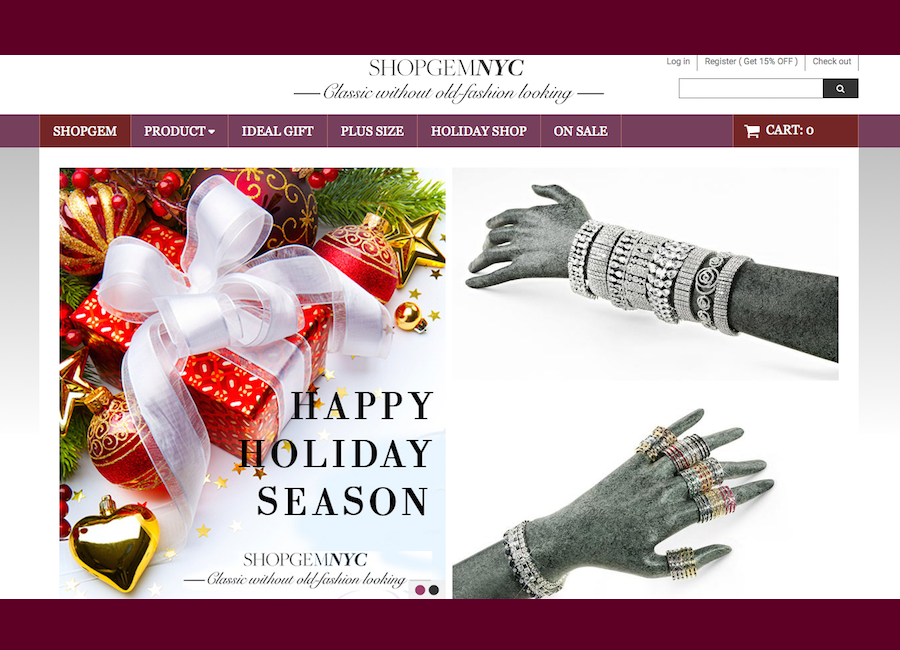 SHOPGEMNYC
Classic without old-fashion looking
Log in
Register ( Get 15% OFF )
Check out
SHOPGEM
PRODUCT
IDEAL GIFT
PLUS SIZE
HOLIDAY SHOP
ON SALE
CART: 0
HAPPY
HOLIDAY
SEASON
SHOPGEMNYC
Classic without old-fashion looking